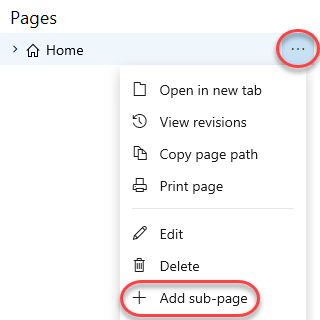 Pages
Home
Open in new tab
View revisions
Copy page path
Print page
Edit
Delete
Add sub-page